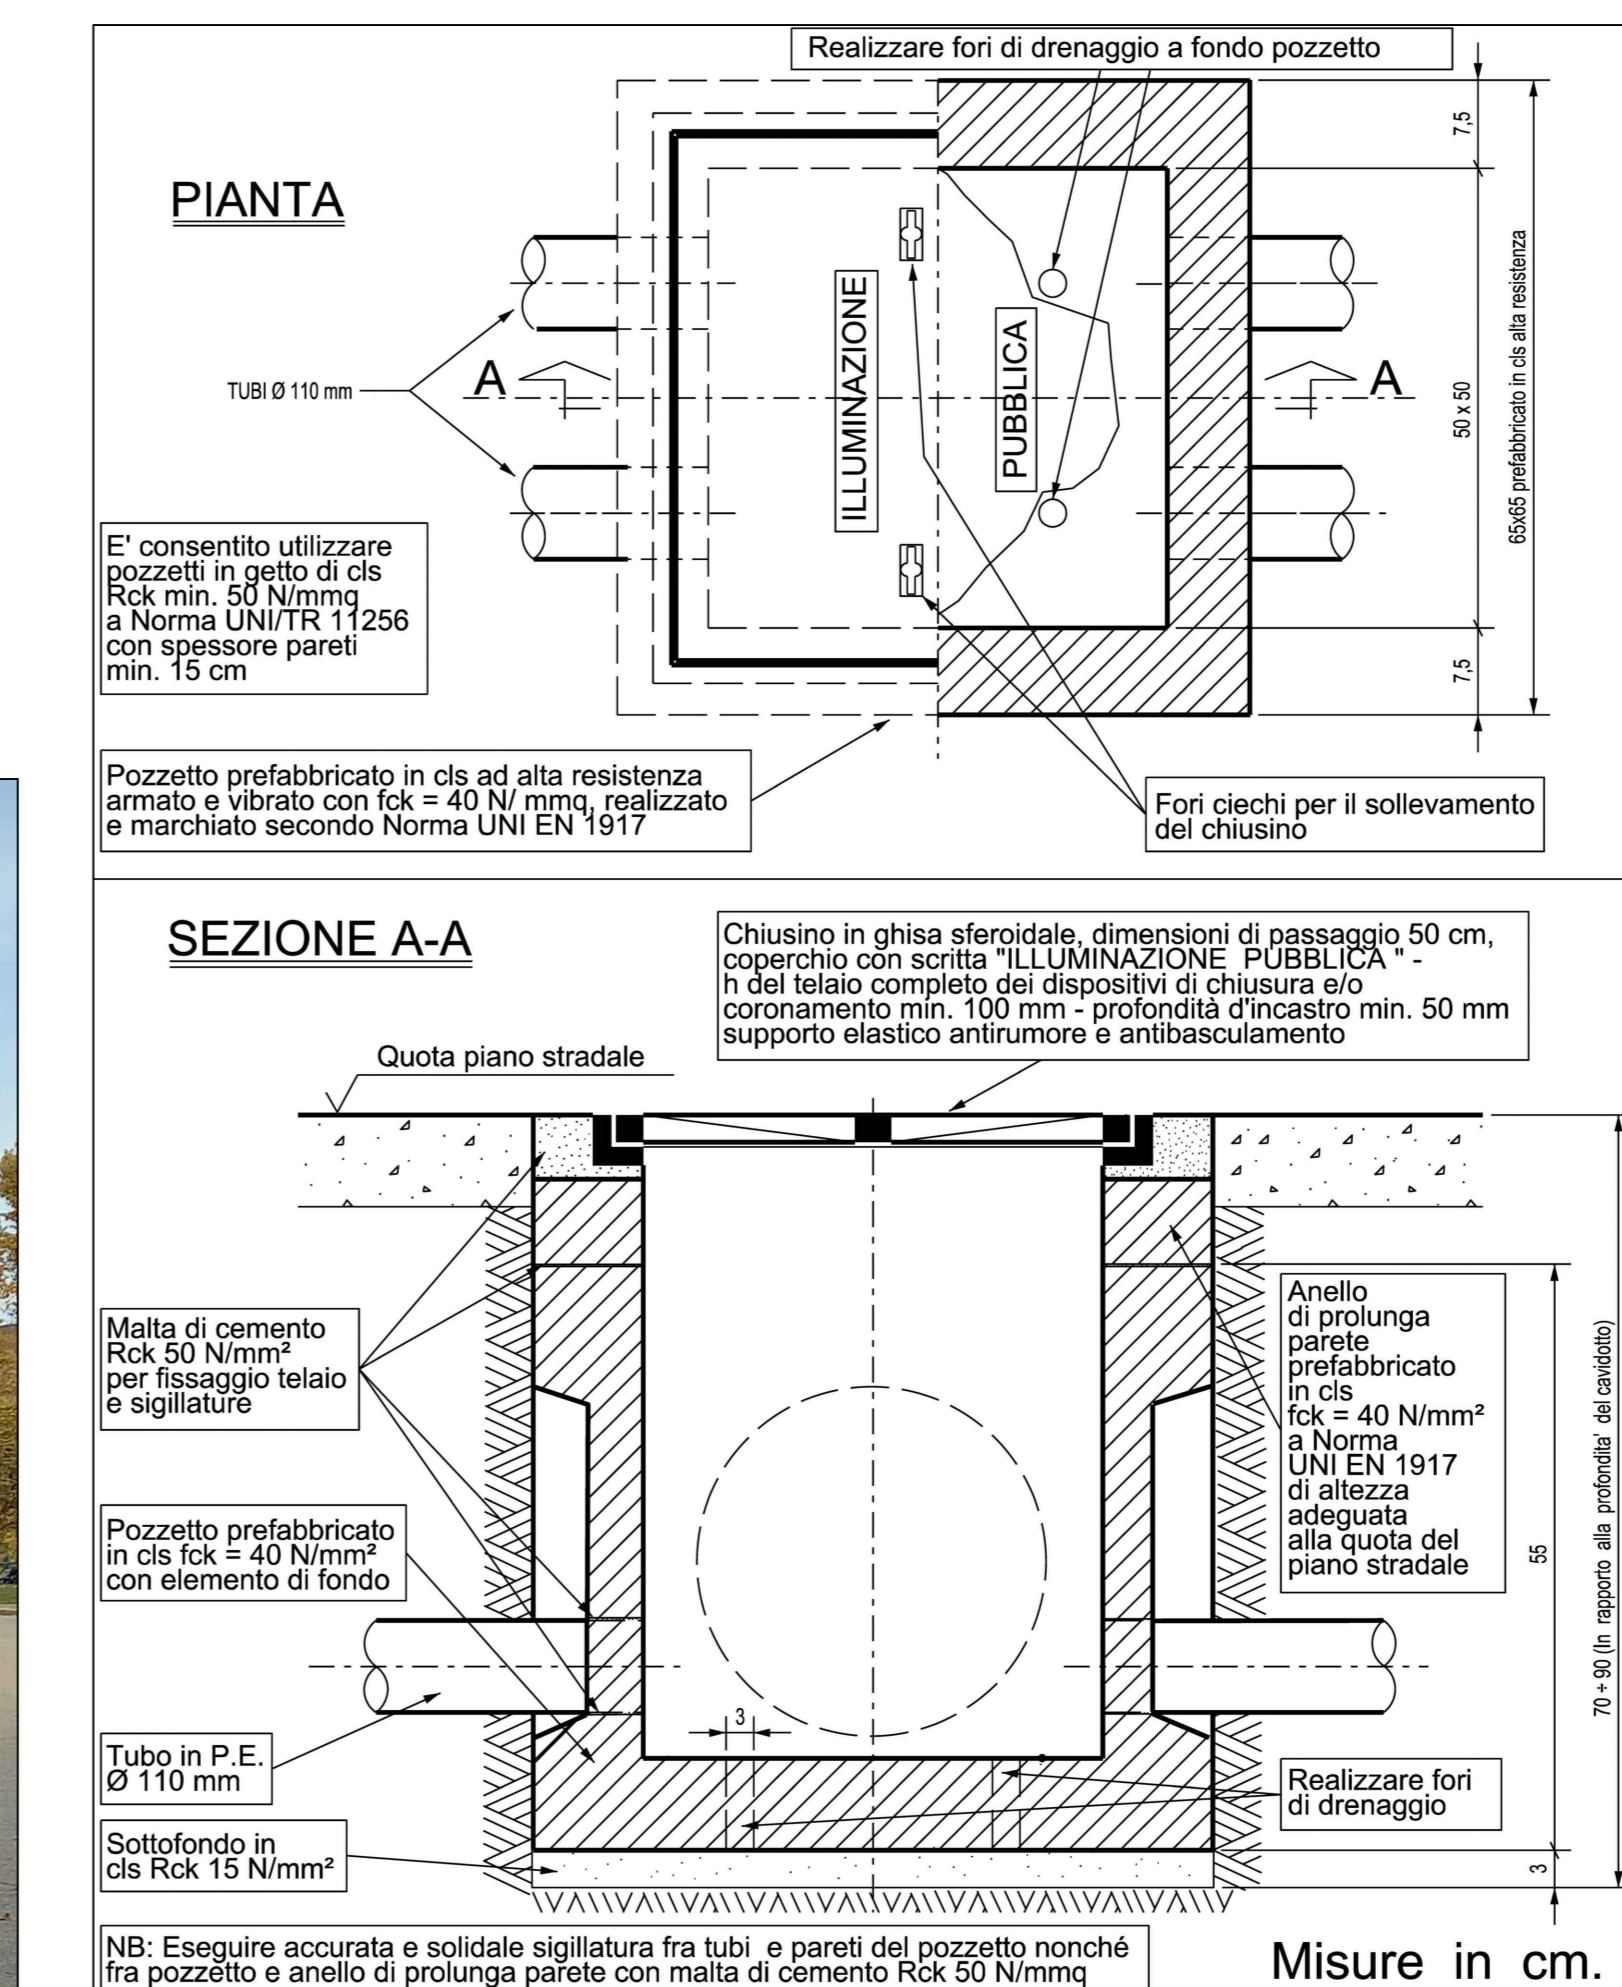 Realizzare fori di drenaggio a fondo pozzetto
PIANTA
7,5
TUBI Ø 110 mm
A
A
ILLUMINAZIONE
PUBBLICA
50 x 50
65x65 prefabbricato in cls alta resistenza
E' consentito utilizzare
pozzetti in getto di cls
Rck min. 50 N/mmq
a Norma UNI/TR 11256
con spessore pareti
min. 15 cm
7,5
Pozzetto prefabbricato in cls ad alta resistenza
armato e vibrato con fck = 40 N/ mmq, realizzato
e marchiato secondo Norma UNI EN 1917
Fori ciechi per il sollevamento
del chiusino
SEZIONE A-A
Chiusino in ghisa sferoidale, dimensioni di passaggio 50 cm,
coperchio con scritta "ILLUMINAZIONE PUBBLICA " -
h del telaio completo dei dispositivi di chiusura e/o
coronamento min. 100 mm - profondità d'incastro min. 50 mm
supporto elastico antirumore e antibasculamento
Quota piano stradale
Malta di cemento
Rck 50 N/mm²
per fissaggio telaio
e sigillature
Anello
di prolunga
parete
prefabbricato
in cls
fck = 40 N/mm²
a Norma
UNI EN 1917
di altezza
adeguata
alla quota del
piano stradale
Pozzetto prefabbricato
in cls fck = 40 N/mm²
con elemento di fondo
55
70 ÷ 90 (In rapporto alla profondita' del cavidotto)
3
Tubo in P.E.
Ø 110 mm
Realizzare fori
di drenaggio
Sottofondo in
cls Rck 15 N/mm²
3
NB: Eseguire accurata e solidale sigillatura fra tubi e pareti del pozzetto nonché
fra pozzetto e anello di prolunga parete con malta di cemento Rck 50 N/mmq
Misure in cm.